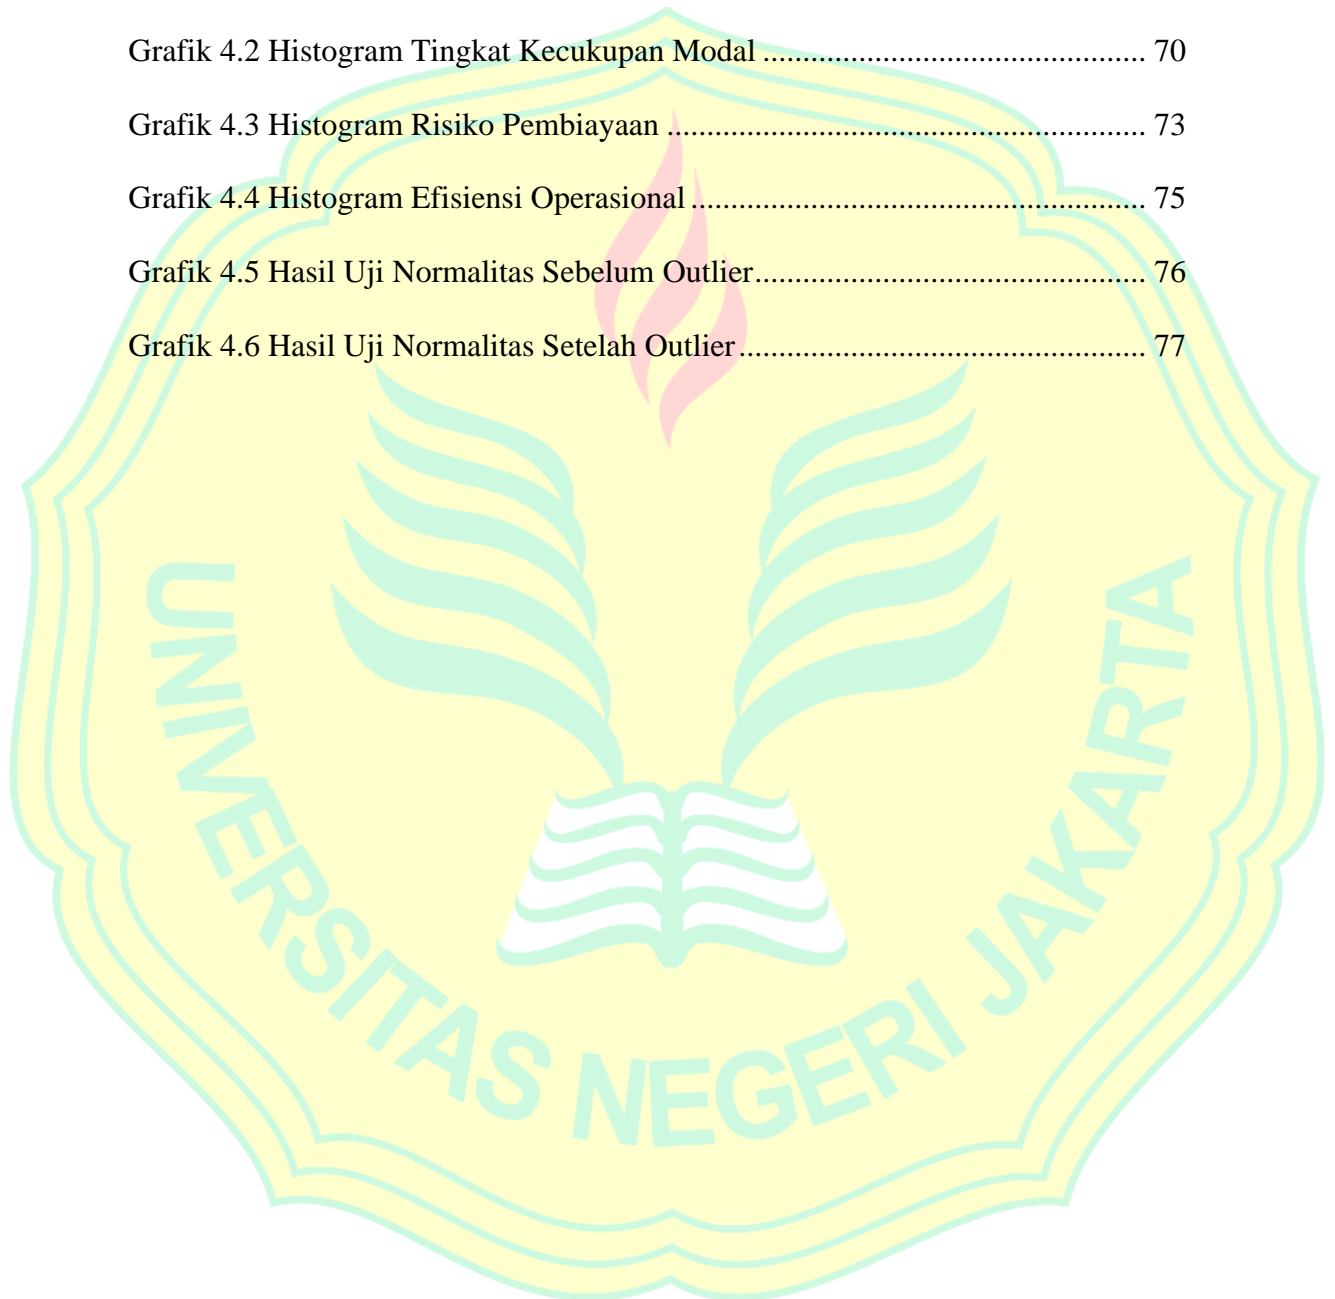 Grafik 4.2 Histogram Tingkat Kecukupan Modal ................................................ 70
Grafik 4.3 Histogram Risiko Pembiayaan ............................................................ 73
Grafik 4.4 Histogram Efisiensi Operasional ......................................................... 75
Grafik 4.5 Hasil Uji Normalitas Sebelum Outlier ................................................. 76
Grafik 4.6 Hasil Uji Normalitas Setelah Outlier ................................................... 77
UNIVERSITAS NEGERI JAKARTA